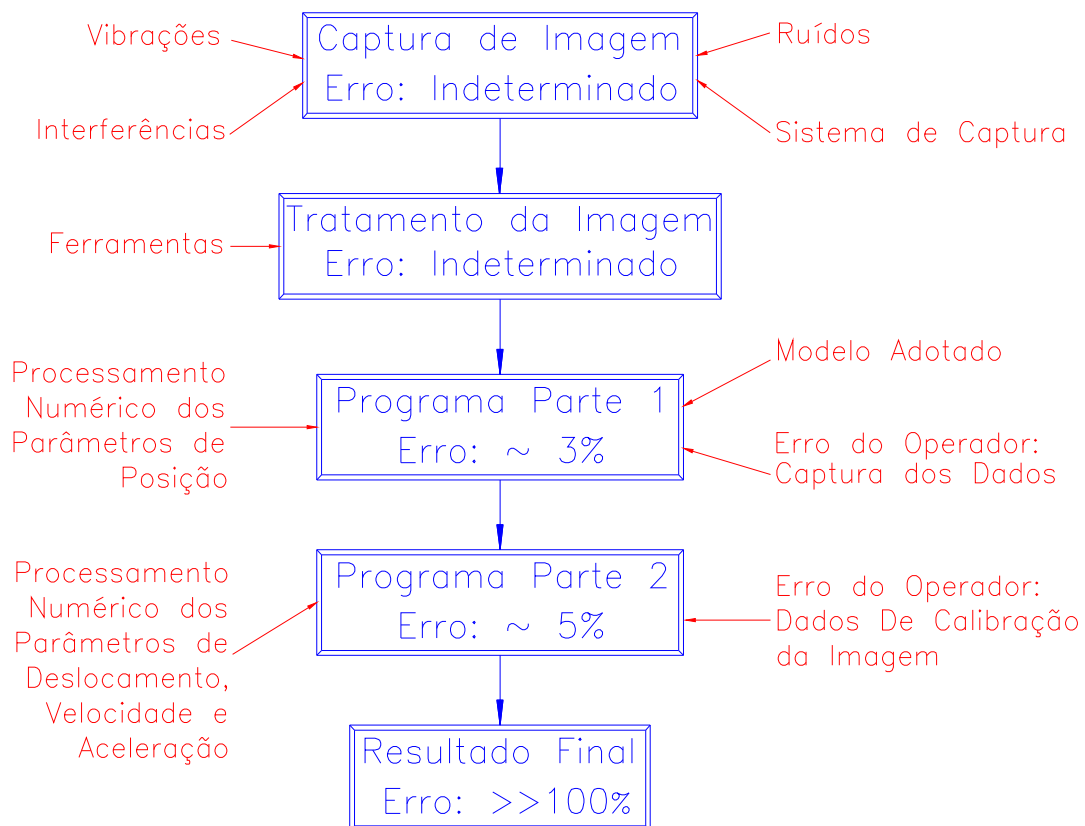 Vibrações
Captura de Imagem
Erro: Indeterminado
Ruídos
Interferências
Sistema de Captura
Tratamento da Imagem
Erro: Indeterminado
Ferramentas
Modelo Adotado
Processamento
Numérico dos
Parâmetros de
Posição
Programa Parte 1
Erro: ~ 3%
Erro do Operador:
Captura dos Dados
Processamento
Numérico dos
Parâmetros de
Deslocamento,
Velocidade e
Aceleração
Programa Parte 2
Erro: ~ 5%
Erro do Operador:
Dados De Calibração
da Imagem
Resultado Final
Erro: >>100%